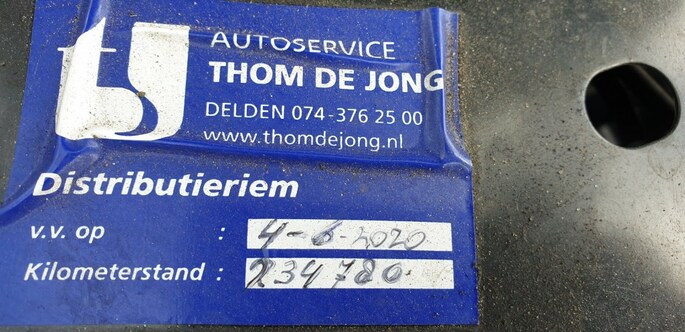 AUTOSERVICE
THOM DE JONG
DELDEN 074-376 25 00
www.thomdejong.nl
Distributieriem
v.v. op : 4-6-2020
Kilometerstand : 234780.